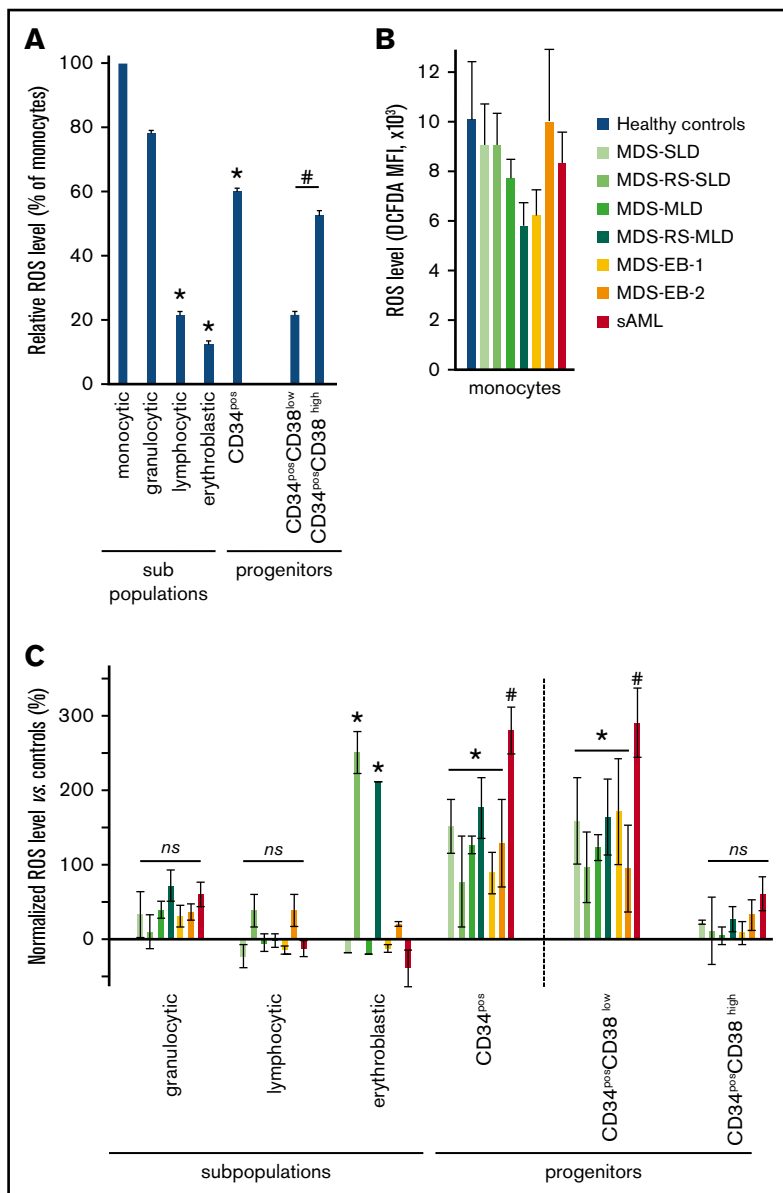 A
Relative ROS level (% of monocytes)
100
80
60
40
20
0
*
*
*
#
monocytic
granulocytic
lymphocytic
erythroblastic
CD34pos
CD34posCD38low
CD34posCD38high
sub
populations
progenitors
B
ROS level (DCFDA MFI, x10³)
12
10
8
6
4
2
0
monocytes
Healthy controls
MDS-SLD
MDS-RS-SLD
MDS-MLD
MDS-RS-MLD
MDS-EB-1
MDS-EB-2
sAML
C
Normalized ROS level vs. controls (%)
300
200
100
0
ns
ns
*
*
*
#
*
#
ns
granulocytic
lymphocytic
erythroblastic
CD34pos
CD34posCD38low
CD34posCD38high
subpopulations
progenitors